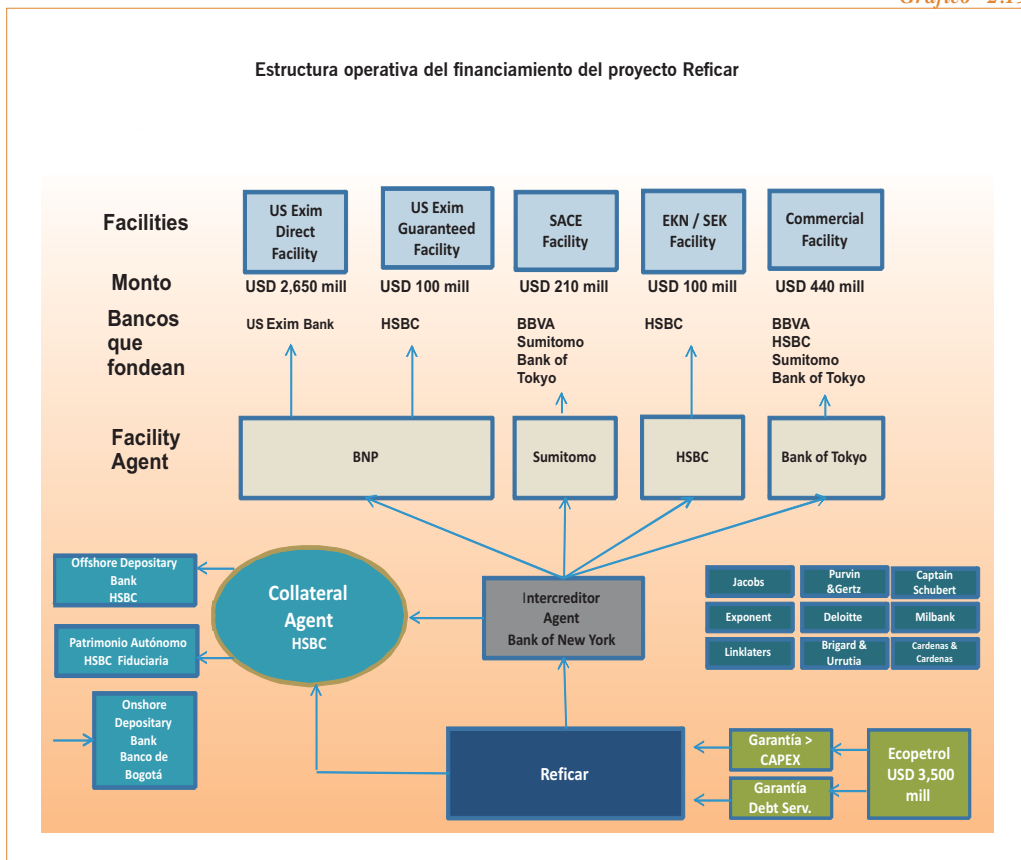 Estructura operativa del financiamiento del proyecto Reficar
Facilities
US Exim
Direct
Facility
US Exim
Guaranteed
Facility
SACE
Facility
EKN / SEK
Facility
Commercial
Facility
Monto
USD 2,650 mill
USD 100 mill
USD 210 mill
USD 100 mill
USD 440 mill
Bancos
que
fondean
US Exim Bank
HSBC
BBVA
Sumitomo
Bank of
Tokyo
HSBC
BBVA
HSBC
Sumitomo
Bank of Tokyo
Facility
Agent
BNP
Sumitomo
HSBC
Bank of Tokyo
Offshore Depositary
Bank
HSBC
Patrimonio Autónomo
HSBC Fiduciaria
Onshore
Depositary
Bank
Banco de
Bogotá
Collateral
Agent
HSBC
Intercreditor
Agent
Bank of New York
Jacobs
Purvin
&Gertz
Captain
Schubert
Exponent
Deloitte
Milbank
Linklaters
Brigard &
Urrutia
Cardenas &
Cardenas
Reficar
Garantía >
CAPEX
Garantía
Debt Serv.
Ecopetrol
USD 3,500
mill